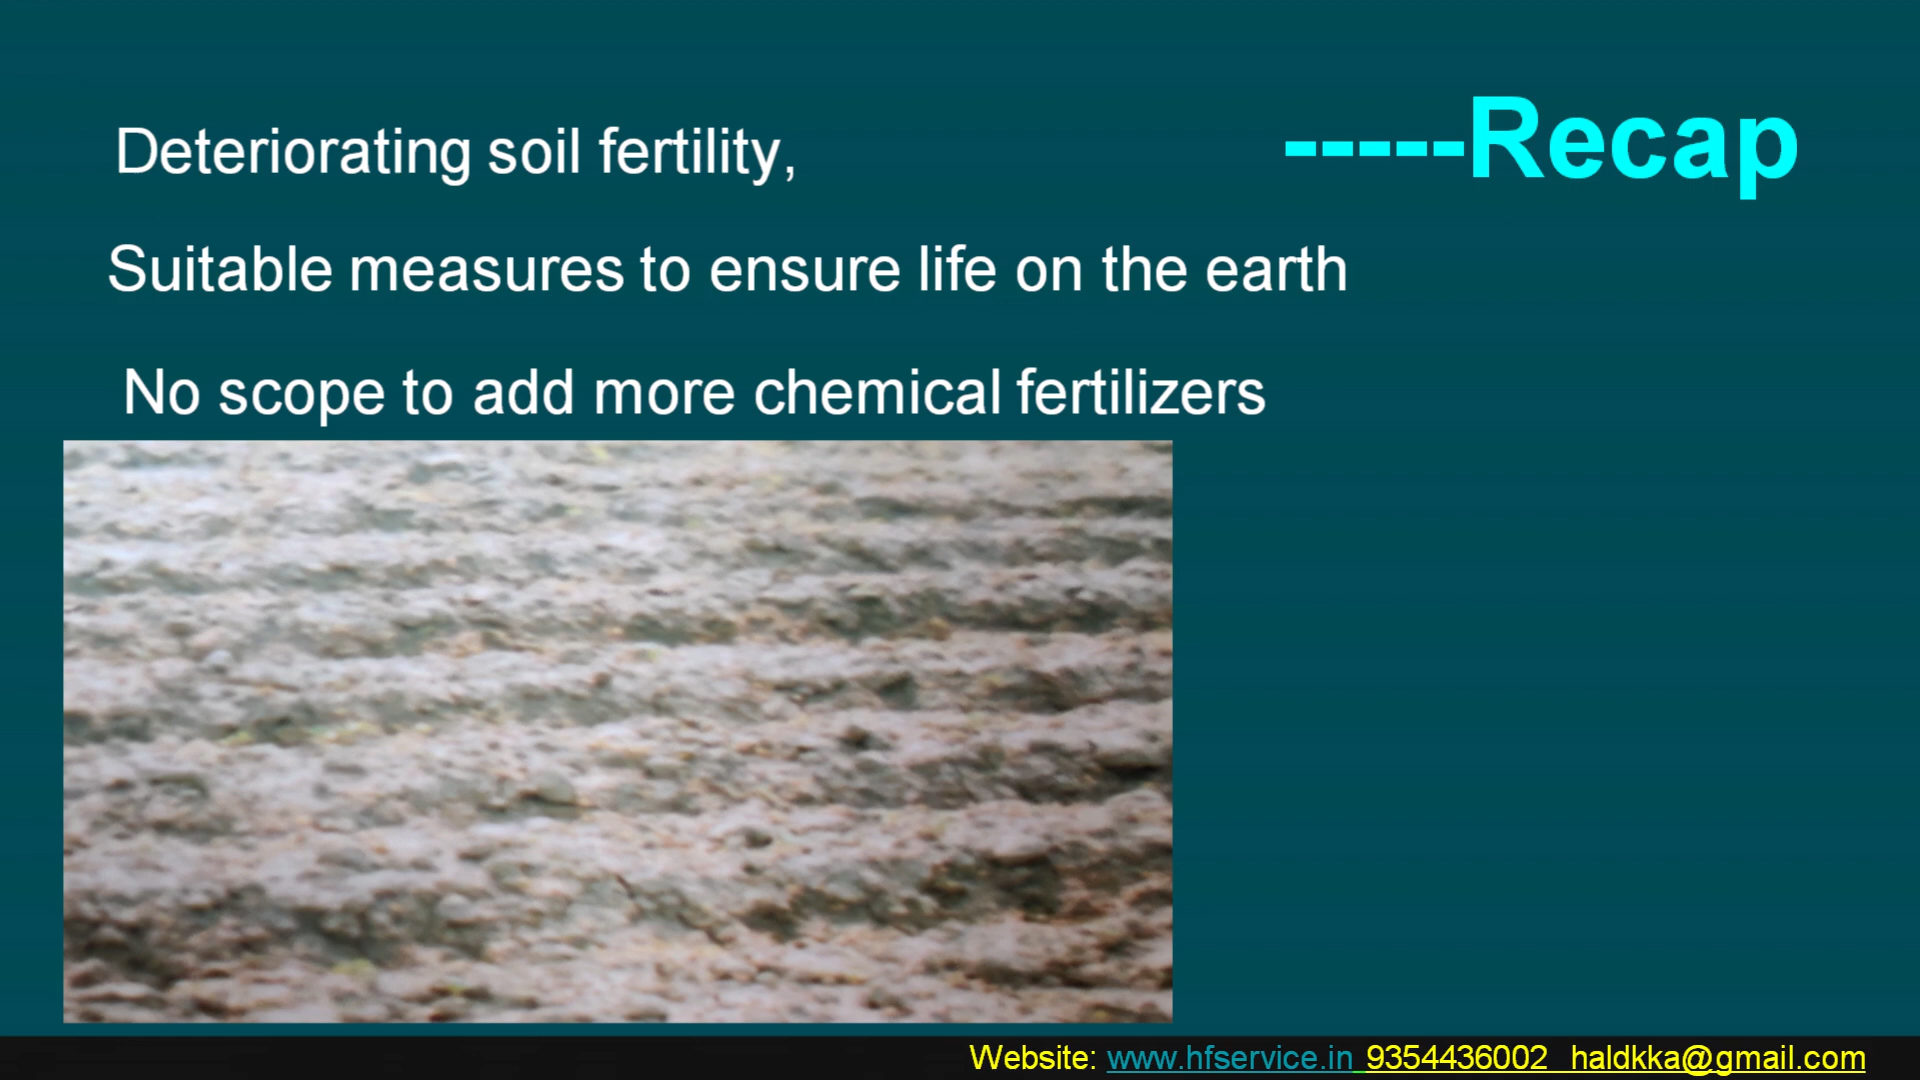 -----Recap
Deteriorating soil fertility,
Suitable measures to ensure life on the earth
No scope to add more chemical fertilizers
Website: www.hfservice.in 9354436002 haldkka@gmail.com